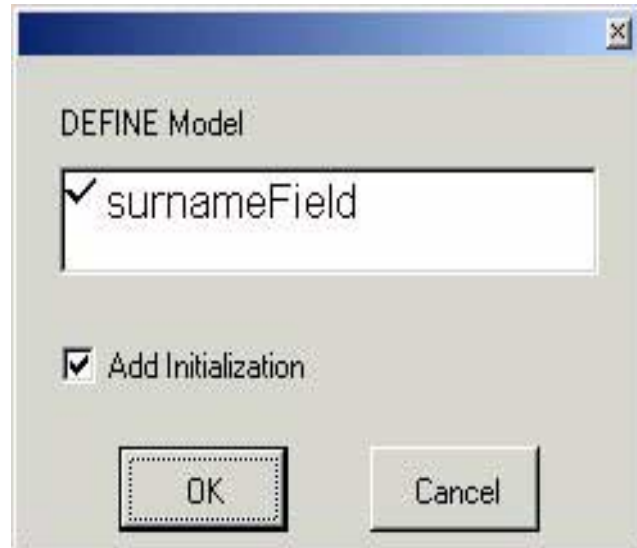 DEFINE Model
surnameField
Add Initialization
OK
Cancel